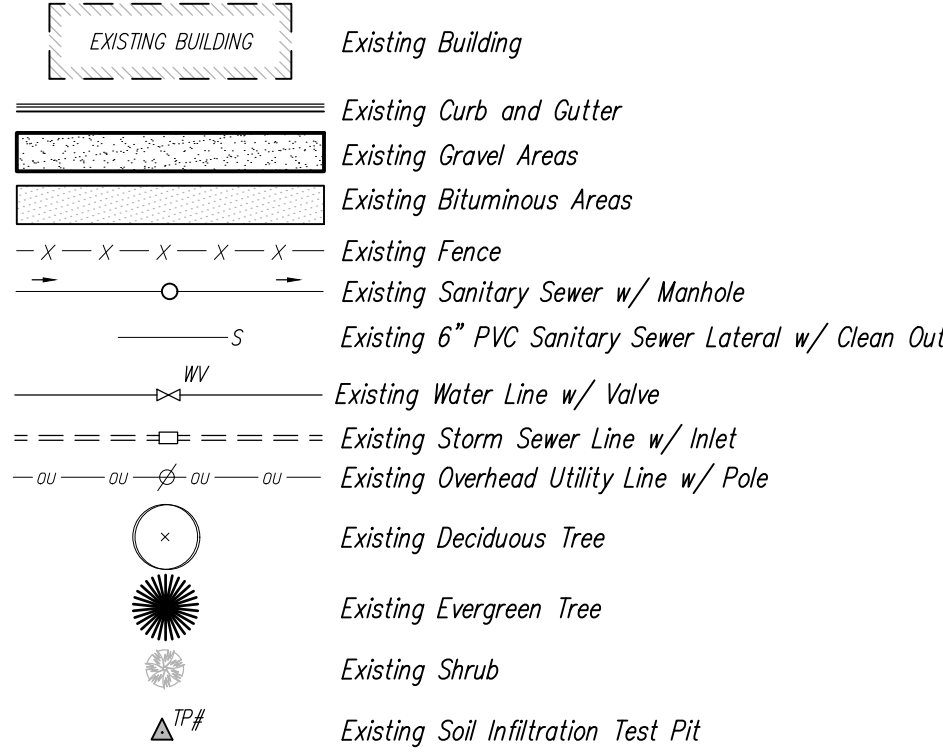 EXISTING BUILDING Existing Building
Existing Curb and Gutter
Existing Gravel Areas
Existing Bituminous Areas
X X X X X Existing Fence
Existing Sanitary Sewer w/ Manhole
S Existing 6" PVC Sanitary Sewer Lateral w/ Clean Out
WV Existing Water Line w/ Valve
Existing Storm Sewer Line w/ Inlet
OU OU OU OU Existing Overhead Utility Line w/ Pole
Existing Deciduous Tree
Existing Evergreen Tree
Existing Shrub
TP# Existing Soil Infiltration Test Pit